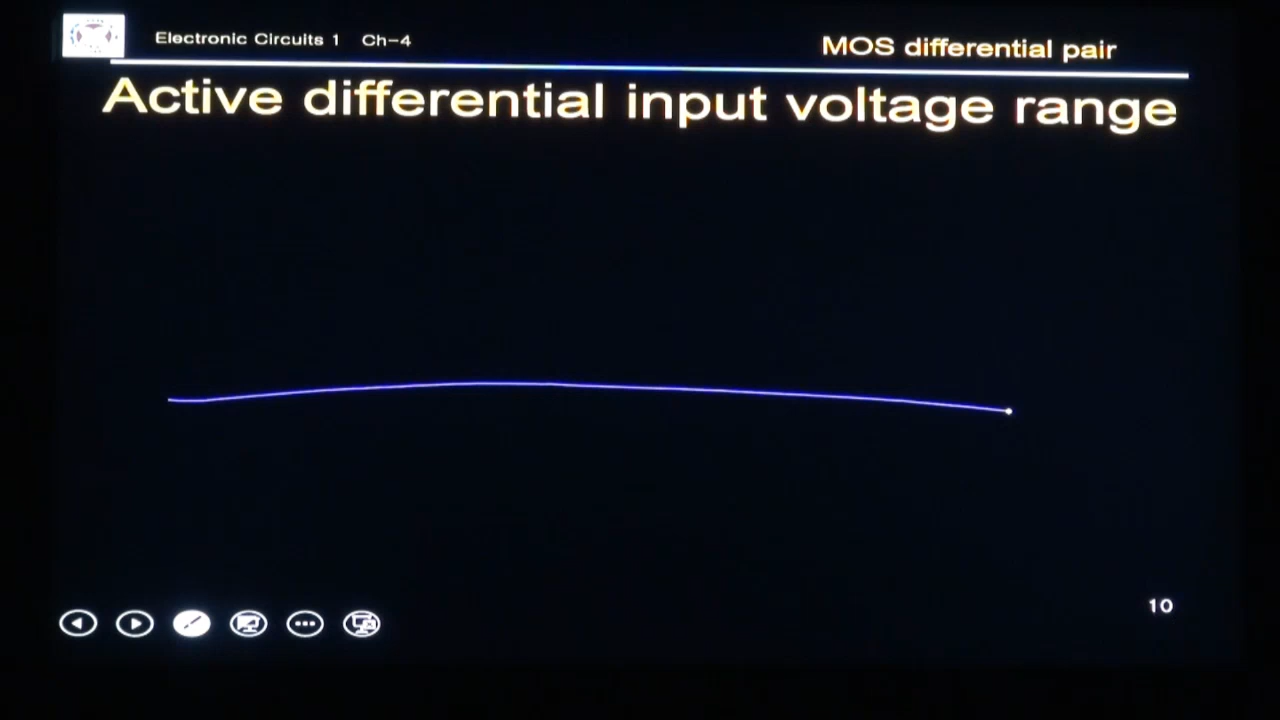 Electronic Circuits 1 Ch-4
MOS differential pair
Active differential input voltage range
10